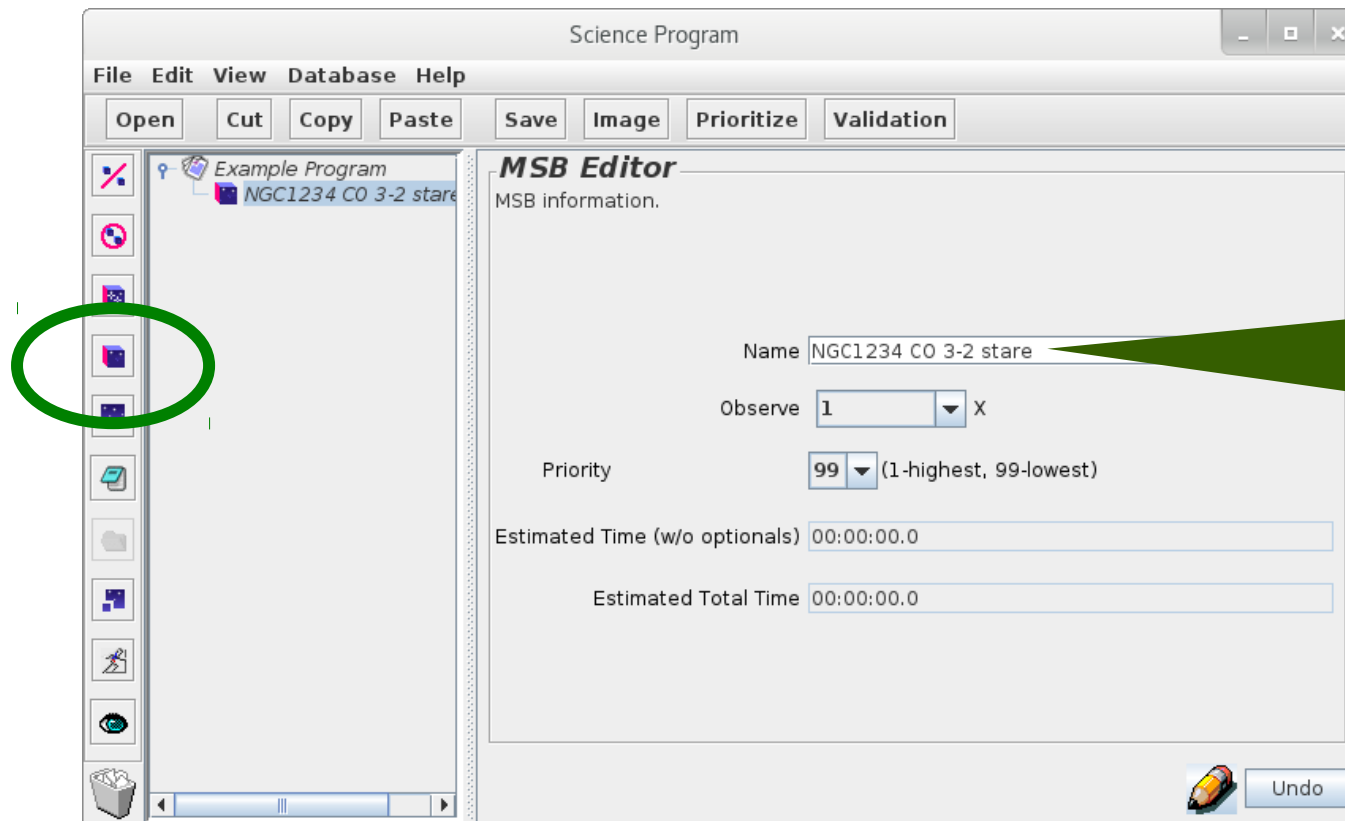 Science Program
File Edit View Database Help
Open Cut Copy Paste Save Image Prioritize Validation
Example Program
NGC1234 CO 3-2 stare
MSB Editor
MSB information.
Name NGC1234 CO 3-2 stare
Observe 1 X
Priority 99 (1-highest, 99-lowest)
Estimated Time (w/o optionals) 00:00:00.0
Estimated Total Time 00:00:00.0
Undo